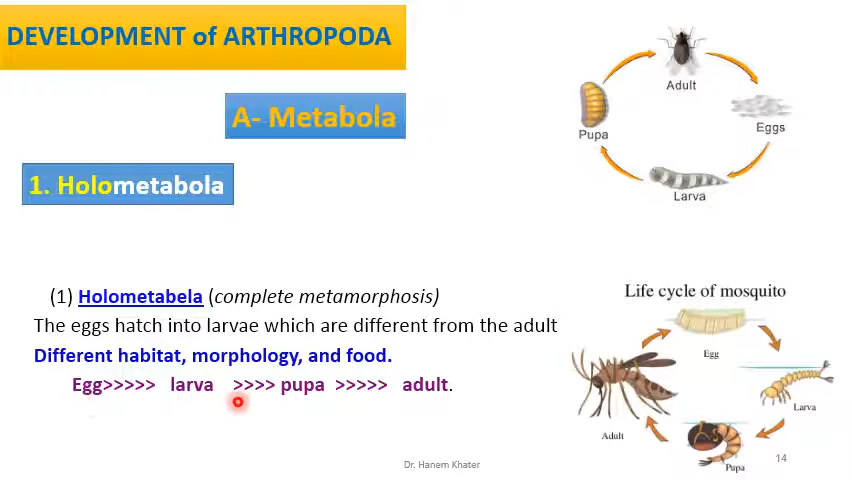 DEVELOPMENT of ARTHROPODA
A- Metabola
1. Holometabola
Adult
Eggs
Larva
Pupa
(1) Holometabela (complete metamorphosis)
The eggs hatch into larvae which are different from the adult
Different habitat, morphology, and food.
Egg>>>>> larva >>>> pupa >>>>> adult.
Life cycle of mosquito
Egg
Larva
Pupa
Adult
Dr. Hanem Khater
14